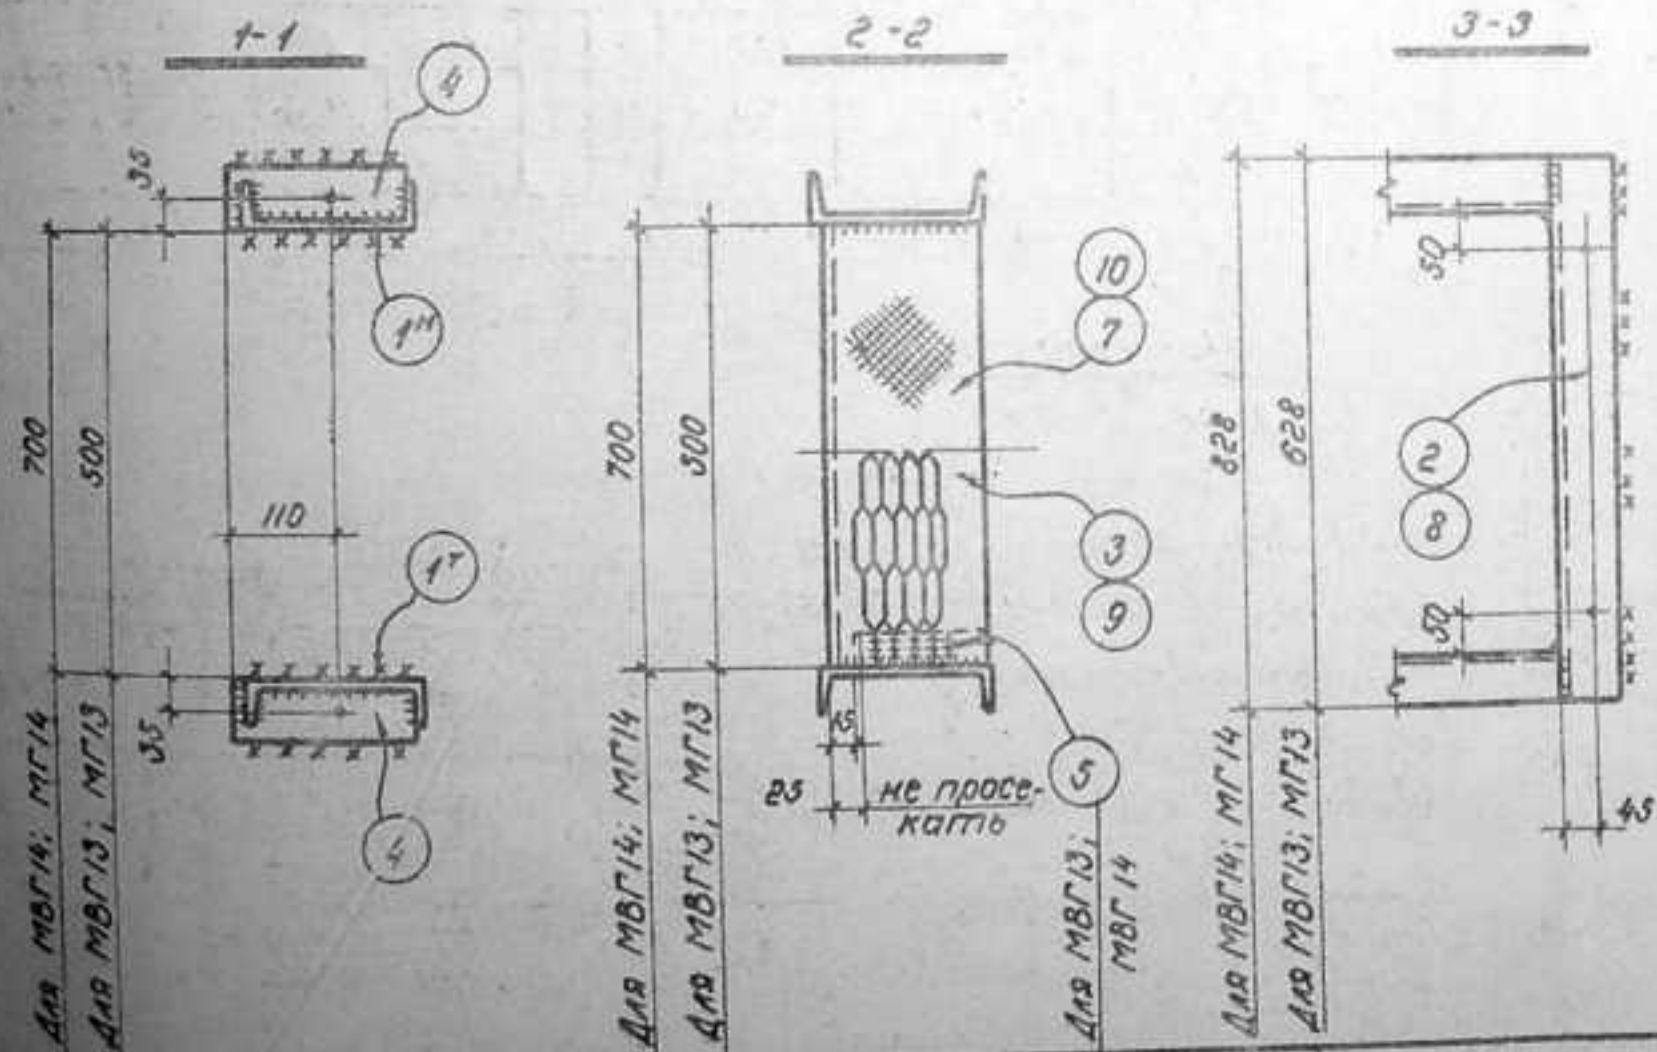 1-1
4
35
1н
700
500
110
1т
35
4
Для МВГ14; МГ14
Для МВГ13; МГ13
2-2
10
7
700
500
3
9
15
25
не просе-
кать
5
Для МВГ14; МГ14
Для МВГ13; МГ13
Для МВГ13;
МВГ14
3-3
50
828
628
2
8
50
45
Для МВГ14; МГ14
Для МВГ13; МГ13